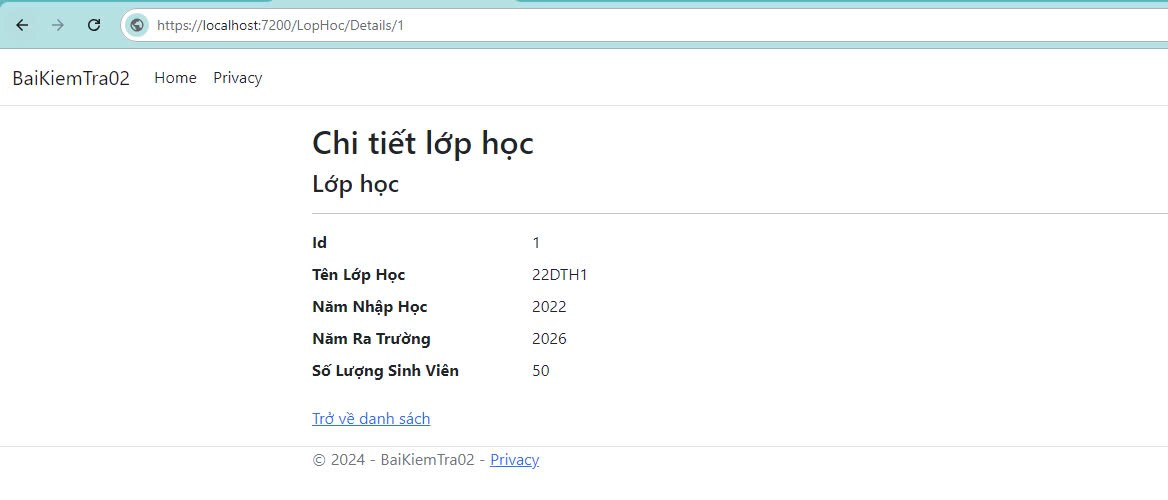 https://localhost:7200/LopHoc/Details/1
BaiKiemTra02 Home Privacy
Chi tiết lớp học
Lớp học
Id 1
Tên Lớp Học 22DTH1
Năm Nhập Học 2022
Năm Ra Trường 2026
Số Lượng Sinh Viên 50
Trở về danh sách
© 2024 - BaiKiemTra02 - Privacy